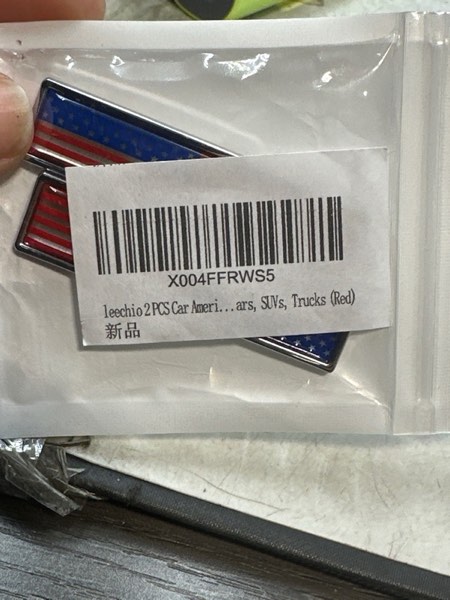 X004FFRWS5
leechio 2 PCS Car Ameri...ars, SUVs, Trucks (Red)
新品